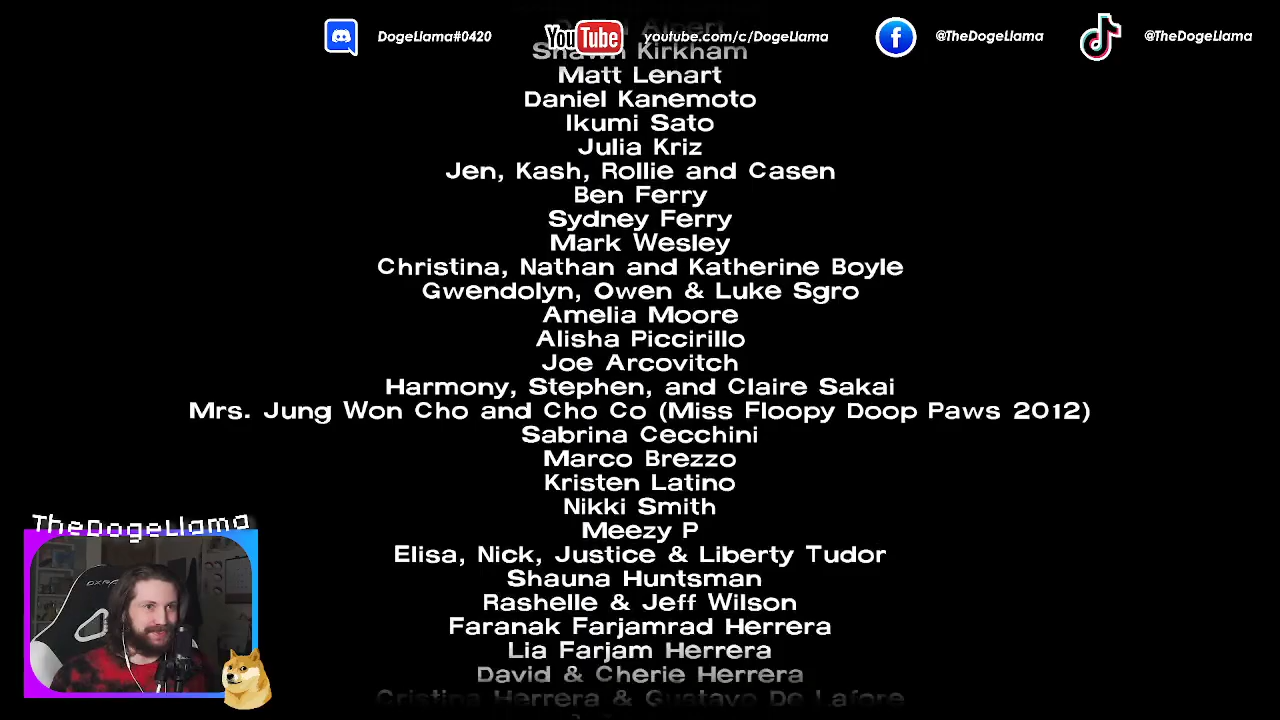 DogeLlama#0420
YouTube
youtube.com/c/DogeLlama
@TheDogeLlama
@TheDogeLlama
Shawn Kirkham
Matt Lenart
Daniel Kanemoto
Ikumi Sato
Julia Kriz
Jen, Kash, Rollie and Casen
Ben Ferry
Sydney Ferry
Mark Wesley
Christina, Nathan and Katherine Boyle
Gwendolyn, Owen & Luke Sgro
Amelia Moore
Alisha Piccirillo
Joe Arcovitch
Harmony, Stephen, and Claire Sakai
Mrs. Jung Won Cho and Cho Co (Miss Floopy Doop Paws 2012)
Sabrina Cecchini
Marco Brezzo
Kristen Latino
Nikki Smith
Meezy P
Elisa, Nick, Justice & Liberty Tudor
Shauna Huntsman
Rashelle & Jeff Wilson
Faranak Farjamrad Herrera
Lia Farjam Herrera
David & Cherie Herrera
Cristina Herrera & Gustavo
TheDogeLlama